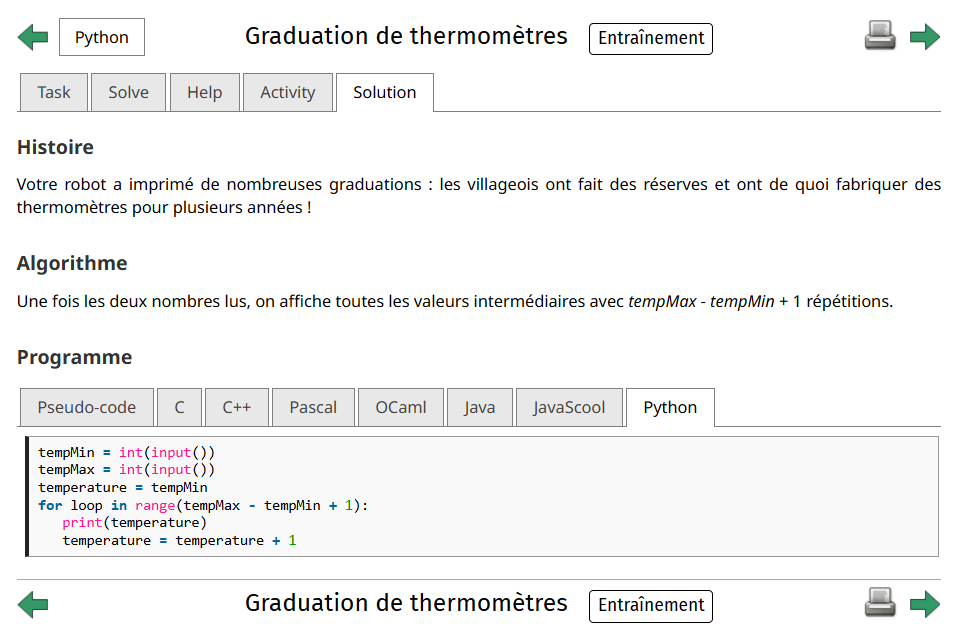 Python Graduation de thermomètres Entraînement
Task Solve Help Activity Solution
Histoire
Votre robot a imprimé de nombreuses graduations : les villageois ont fait des réserves et ont de quoi fabriquer des
thermomètres pour plusieurs années !
Algorithme
Une fois les deux nombres lus, on affiche toutes les valeurs intermédiaires avec tempMax - tempMin + 1 répétitions.
Programme
Pseudo-code C C++ Pascal OCaml Java JavaScool Python
tempMin = int(input())
tempMax = int(input())
temperature = tempMin
for loop in range(tempMax - tempMin + 1):
   print(temperature)
   temperature = temperature + 1
Graduation de thermomètres Entraînement